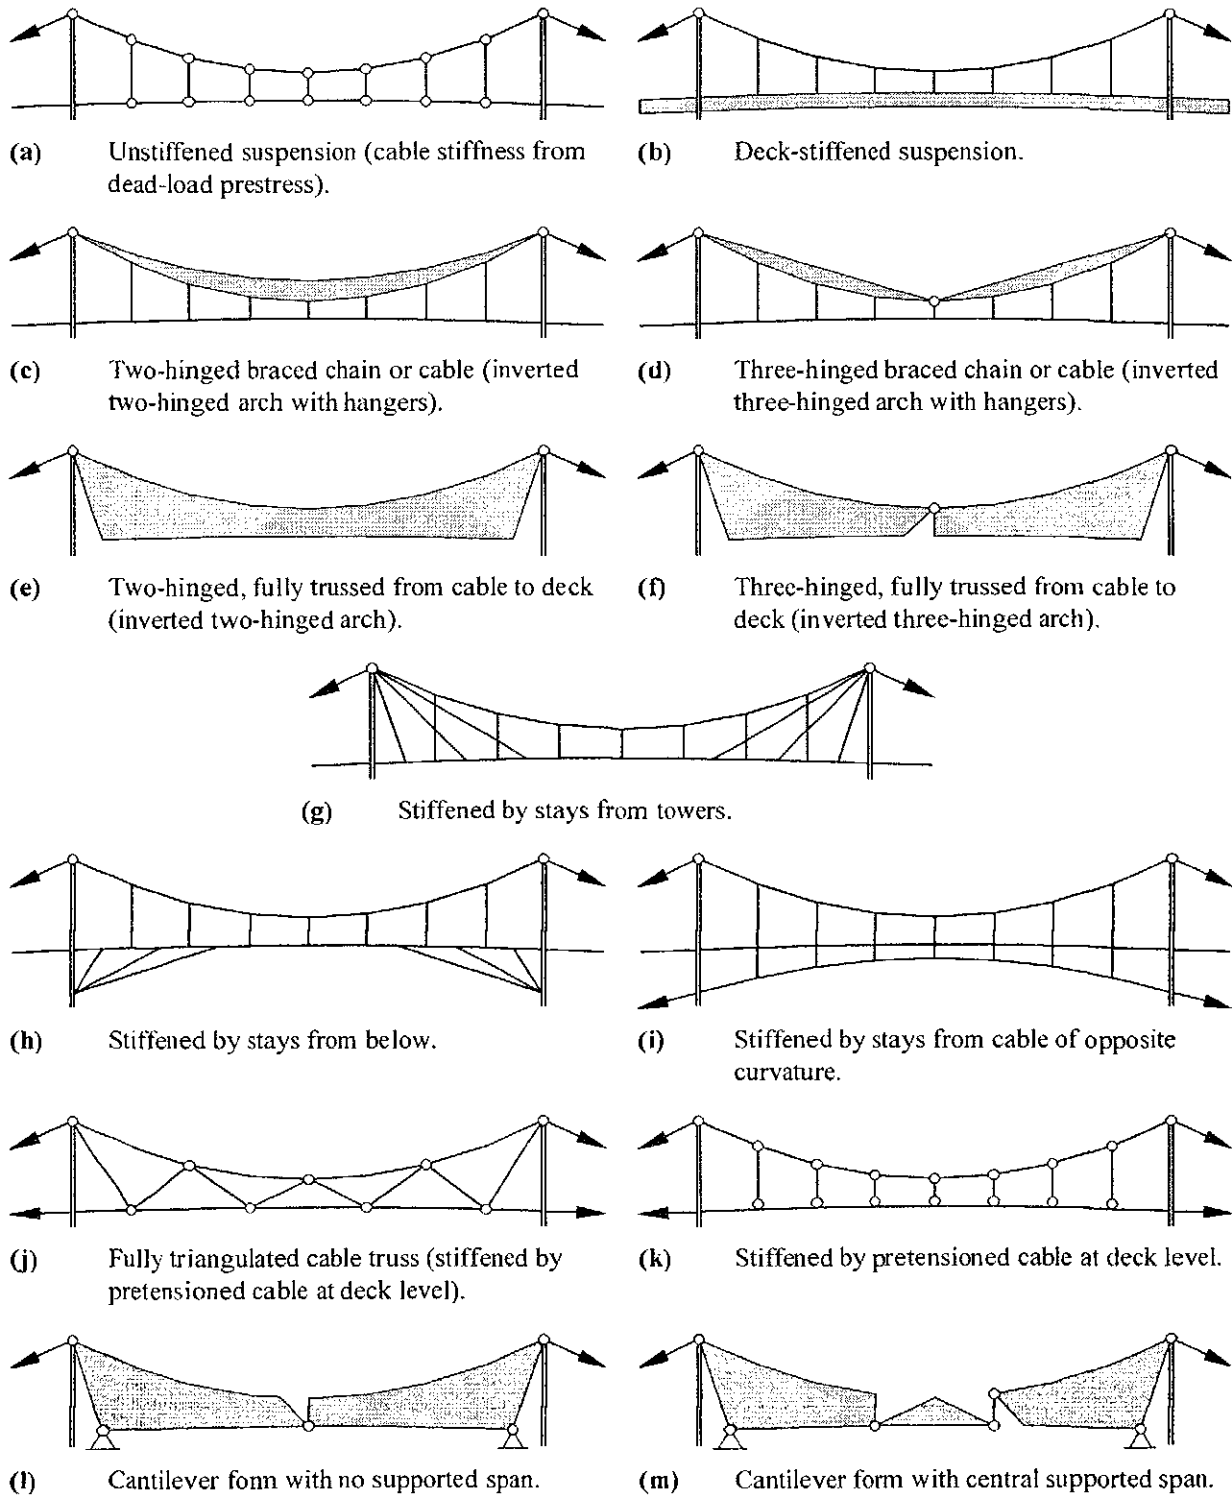 (a) Unstiffened suspension (cable stiffness from
dead-load prestress).
(b) Deck-stiffened suspension.
(c) Two-hinged braced chain or cable (inverted
two-hinged arch with hangers).
(d) Three-hinged braced chain or cable (inverted
three-hinged arch with hangers).
(e) Two-hinged, fully trussed from cable to deck
(inverted two-hinged arch).
(f) Three-hinged, fully trussed from cable to
deck (inverted three-hinged arch).
(g) Stiffened by stays from towers.
(h) Stiffened by stays from below.
(i) Stiffened by stays from cable of opposite
curvature.
(j) Fully triangulated cable truss (stiffened by
pretensioned cable at deck level).
(k) Stiffened by pretensioned cable at deck level.
(l) Cantilever form with no supported span.
(m) Cantilever form with central supported span.